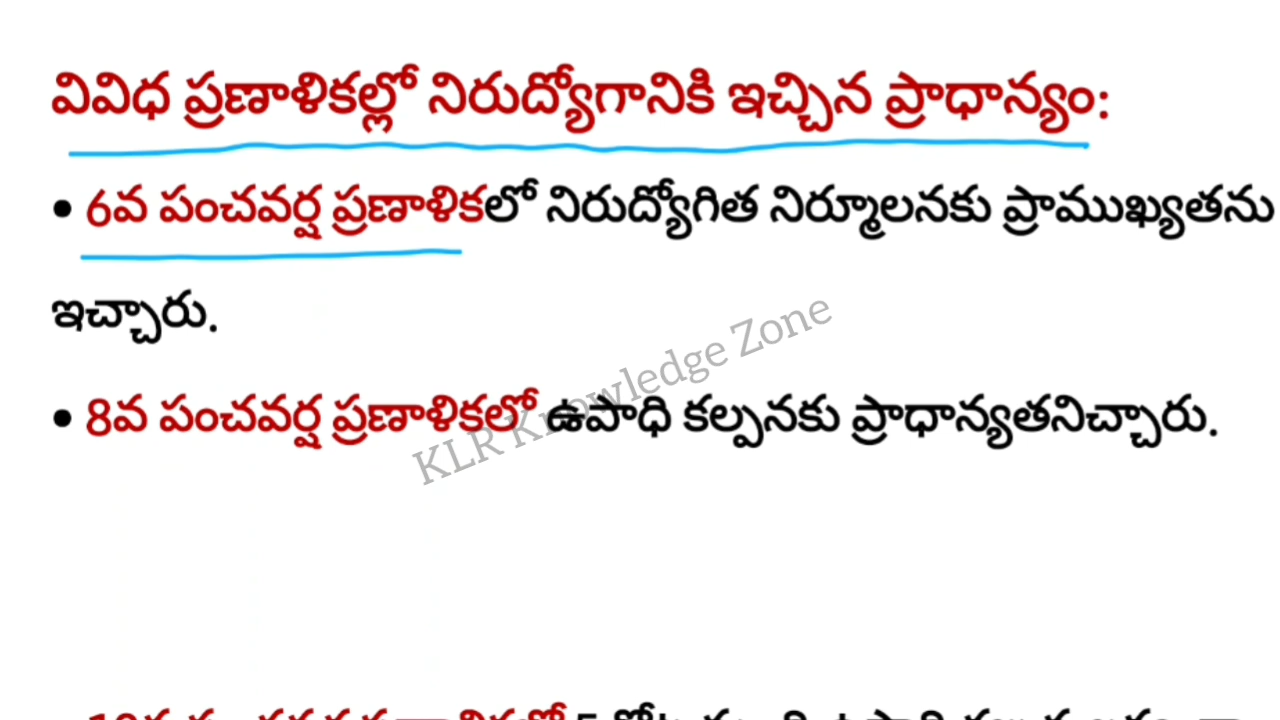 వివిధ ప్రణాళికల్లో నిరుద్యోగానికి ఇచ్చిన ప్రాధాన్యం:
• 6వ పంచవర్ష ప్రణాళికలో నిరుద్యోగిత నిర్మూలనకు ప్రాముఖ్యతను
ఇచ్చారు.
• 8వ పంచవర్ష ప్రణాళికలో ఉపాధి కల్పనకు ప్రాధాన్యతనిచ్చారు.
KLR Knowledge Zone